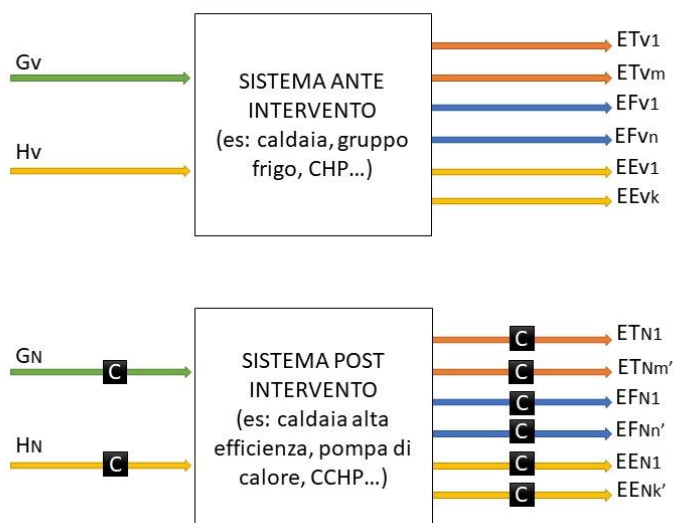 Gv
Hv
SISTEMA ANTE
INTERVENTO
(es: caldaia, gruppo
frigo, CHP...)
ETv1
ETvm
EFv1
EFvn
EEv1
EEvk
GN
C
HN
C
SISTEMA POST
INTERVENTO
(es: caldaia alta
efficienza, pompa di
calore, CCHP...)
C
ETN1
C
ETNm'
C
EFN1
C
EFNn'
C
EEN1
C
EENk'